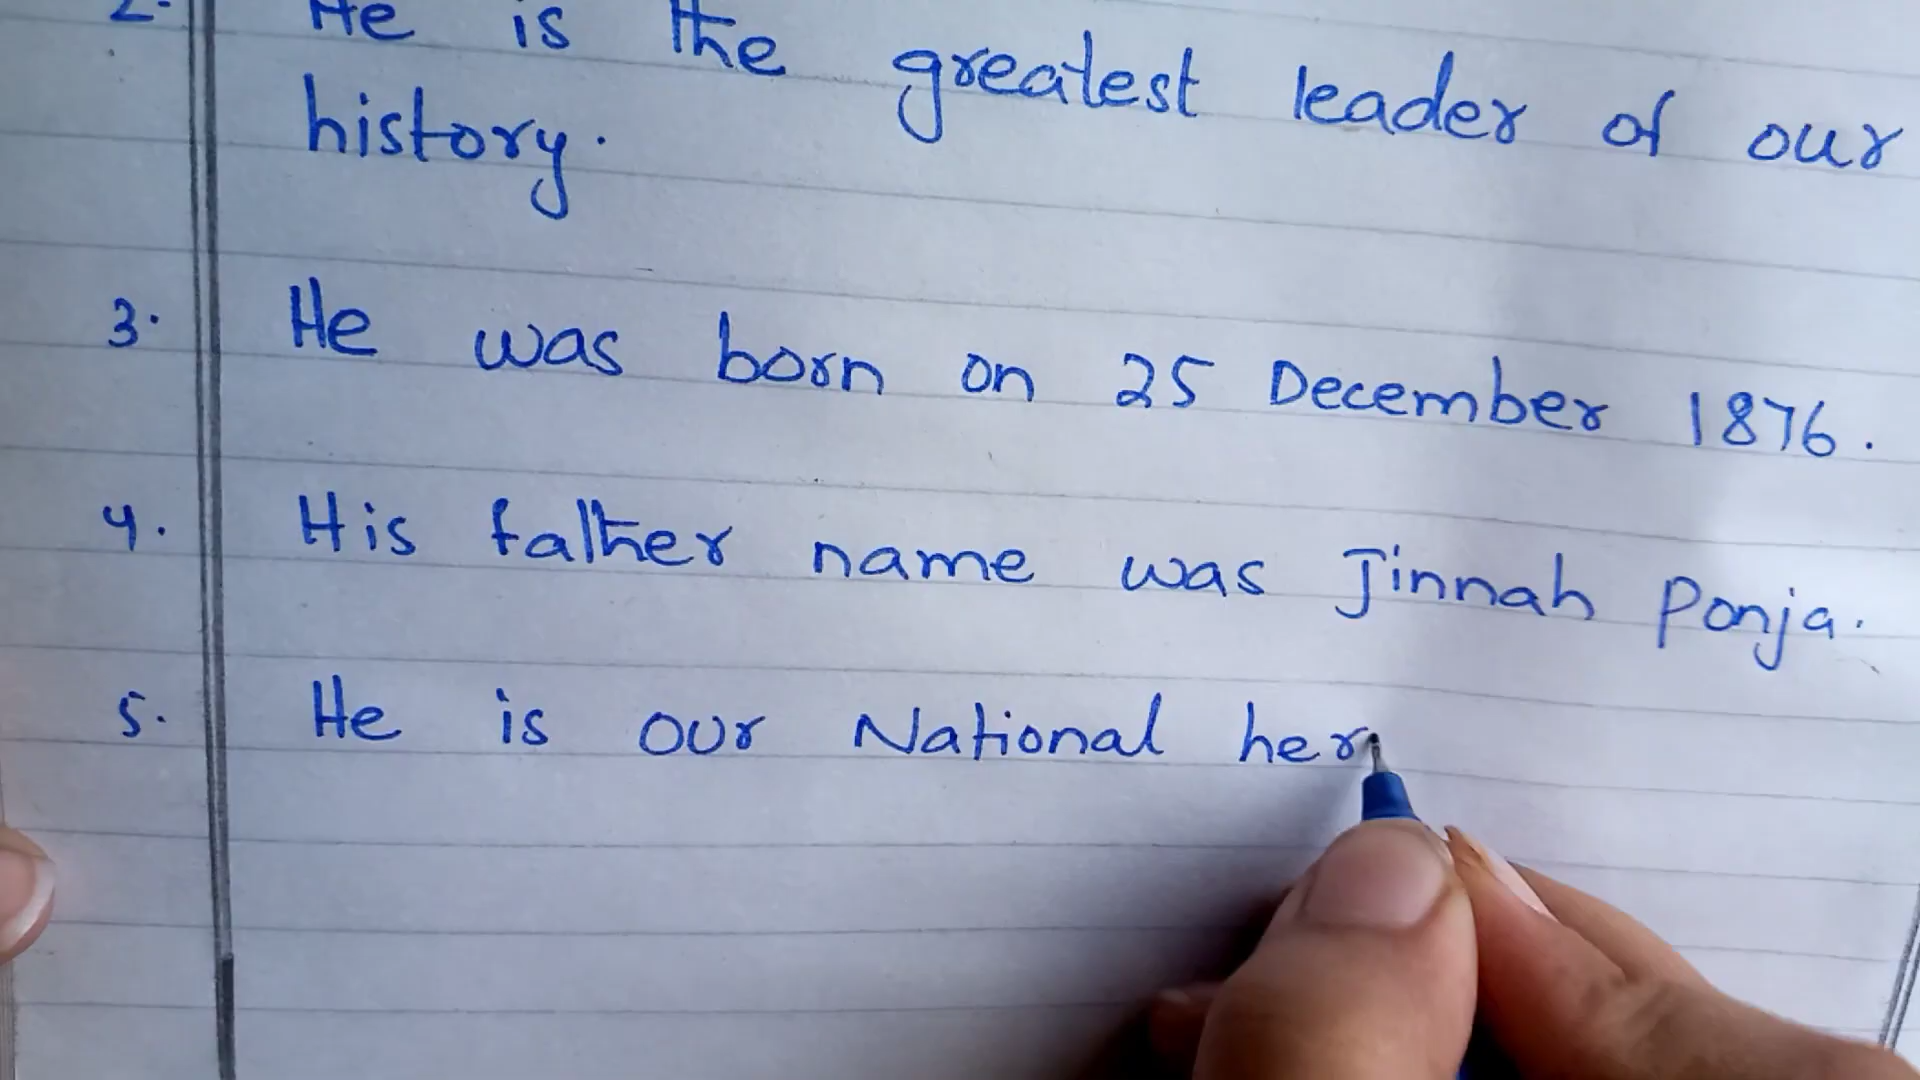 2. He is the greatest leader of our
history.
3. He was born on 25 December 1876.
4. His father name was Jinnah Ponja.
5. He is our National her